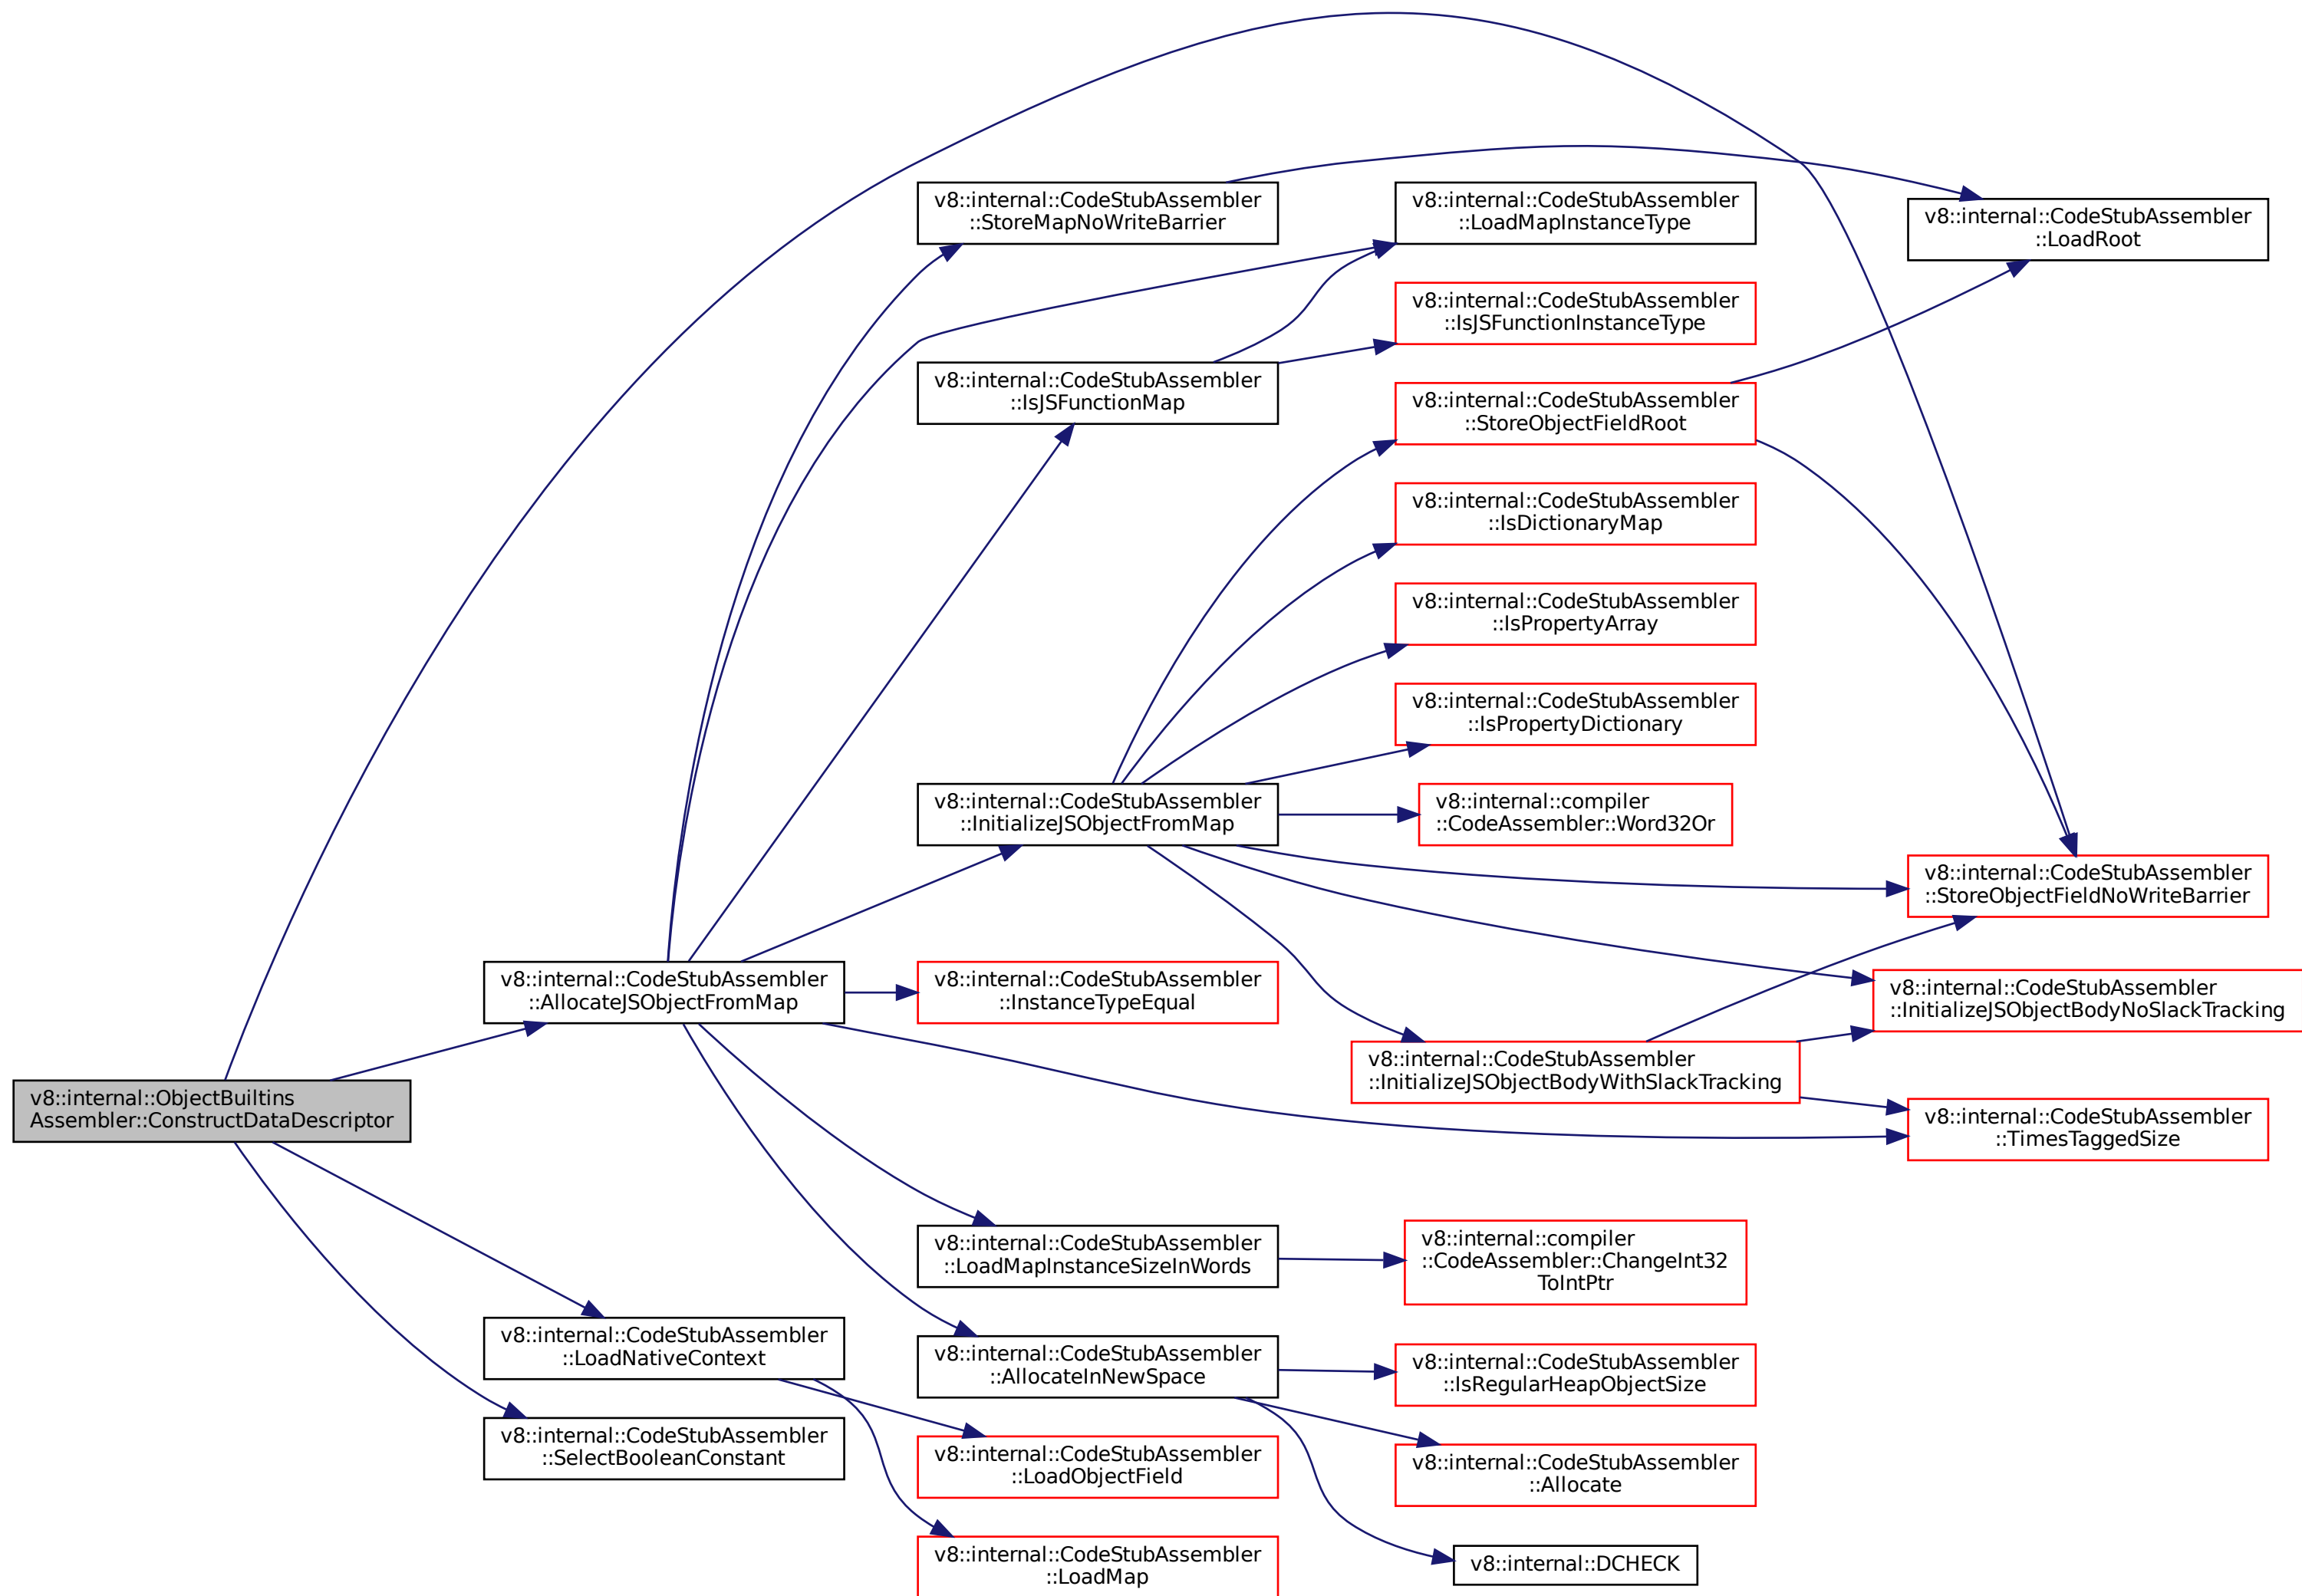 v8::internal::ObjectBuiltins
Assembler::ConstructDataDescriptor
v8::internal::CodeStubAssembler
::AllocateJSObjectFromMap
v8::internal::CodeStubAssembler
::LoadNativeContext
v8::internal::CodeStubAssembler
::SelectBooleanConstant
v8::internal::CodeStubAssembler
::StoreMapNoWriteBarrier
v8::internal::CodeStubAssembler
::IsJSFunctionMap
v8::internal::CodeStubAssembler
::InitializeJSObjectFromMap
v8::internal::CodeStubAssembler
::InstanceTypeEqual
v8::internal::CodeStubAssembler
::LoadMapInstanceSizeInWords
v8::internal::CodeStubAssembler
::AllocateInNewSpace
v8::internal::CodeStubAssembler
::LoadObjectField
v8::internal::CodeStubAssembler
::LoadMap
v8::internal::CodeStubAssembler
::LoadMapInstanceType
v8::internal::CodeStubAssembler
::IsJSFunctionInstanceType
v8::internal::CodeStubAssembler
::StoreObjectFieldRoot
v8::internal::CodeStubAssembler
::IsDictionaryMap
v8::internal::CodeStubAssembler
::IsPropertyArray
v8::internal::CodeStubAssembler
::IsPropertyDictionary
v8::internal::compiler
::CodeAssembler::Word32Or
v8::internal::CodeStubAssembler
::InitializeJSObjectBodyWithSlackTracking
v8::internal::compiler
::CodeAssembler::ChangeInt32
ToIntPtr
v8::internal::CodeStubAssembler
::IsRegularHeapObjectSize
v8::internal::CodeStubAssembler
::Allocate
v8::internal::DCHECK
v8::internal::CodeStubAssembler
::LoadRoot
v8::internal::CodeStubAssembler
::StoreObjectFieldNoWriteBarrier
v8::internal::CodeStubAssembler
::InitializeJSObjectBodyNoSlackTracking
v8::internal::CodeStubAssembler
::TimesTaggedSize